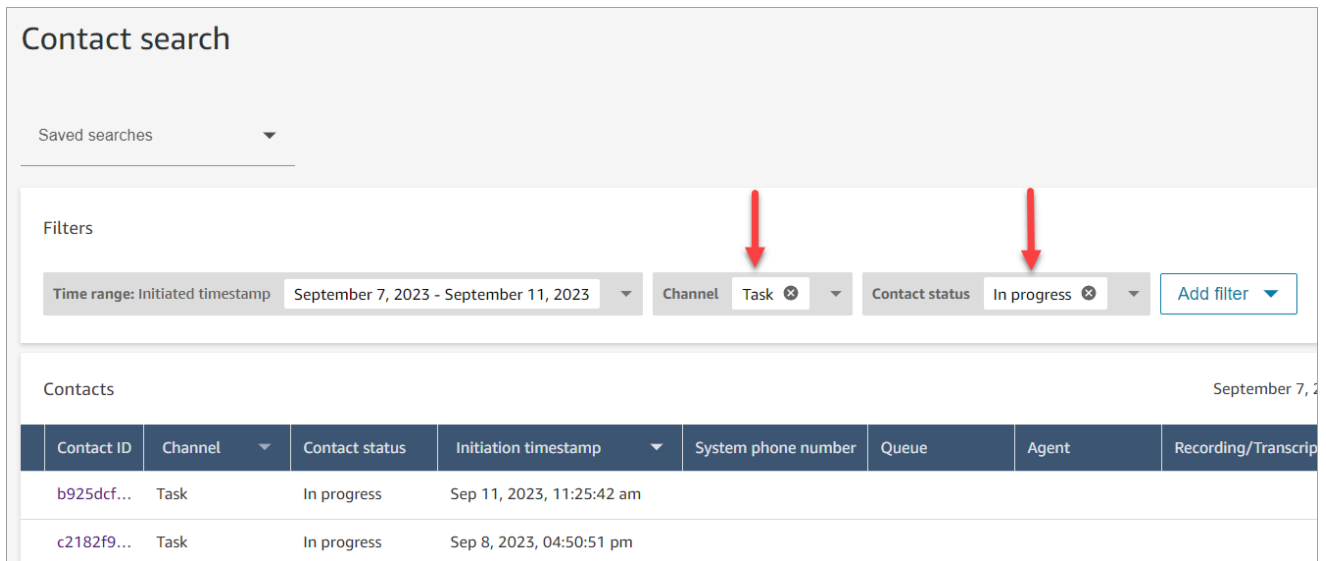 Contact search
Saved searches
Filters
Time range: Initiated timestamp September 7, 2023 - September 11, 2023 Channel Task Contact status In progress Add filter
Contacts
September 7, 2
Contact ID Channel Contact status Initiation timestamp System phone number Queue Agent Recording/Transcrip
b925dcf... Task In progress Sep 11, 2023, 11:25:42 am
c2182f9... Task In progress Sep 8, 2023, 04:50:51 pm